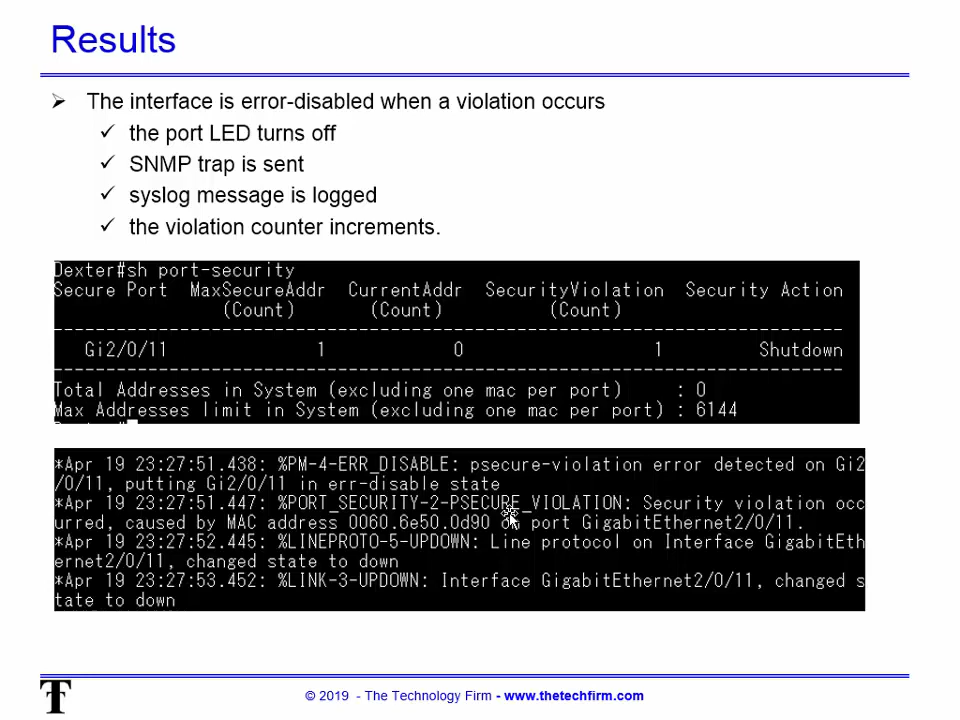 Results
The interface is error-disabled when a violation occurs
the port LED turns off
SNMP trap is sent
syslog message is logged
the violation counter increments.
Dexter#sh port-security
Secure Port MaxSecureAddr CurrentAddr SecurityViolation Security Action
(Count) (Count) (Count)
---------------------------------------------------------------------------
Gi2/0/11 1 0 1 Shutdown
---------------------------------------------------------------------------
Total Addresses in System (excluding one mac per port) : 0
Max Addresses limit in System (excluding one mac per port) : 6144
*Apr 19 23:27:51.438: %PM-4-ERR_DISABLE: psecure-violation error detected on Gi2
/0/11, putting Gi2/0/11 in err-disable state
*Apr 19 23:27:51.447: %PORT_SECURITY-2-PSECURE_VIOLATION: Security violation occ
urred, caused by MAC address 0060.6e50.0d90 on port GigabitEthernet2/0/11.
*Apr 19 23:27:52.445: %LINEPROTO-5-UPDOWN: Line protocol on Interface GigabitEth
ernet2/0/11, changed state to down
*Apr 19 23:27:53.452: %LINK-3-UPDOWN: Interface GigabitEthernet2/0/11, changed s
tate to down
T
© 2019 - The Technology Firm - www.thetechfirm.com